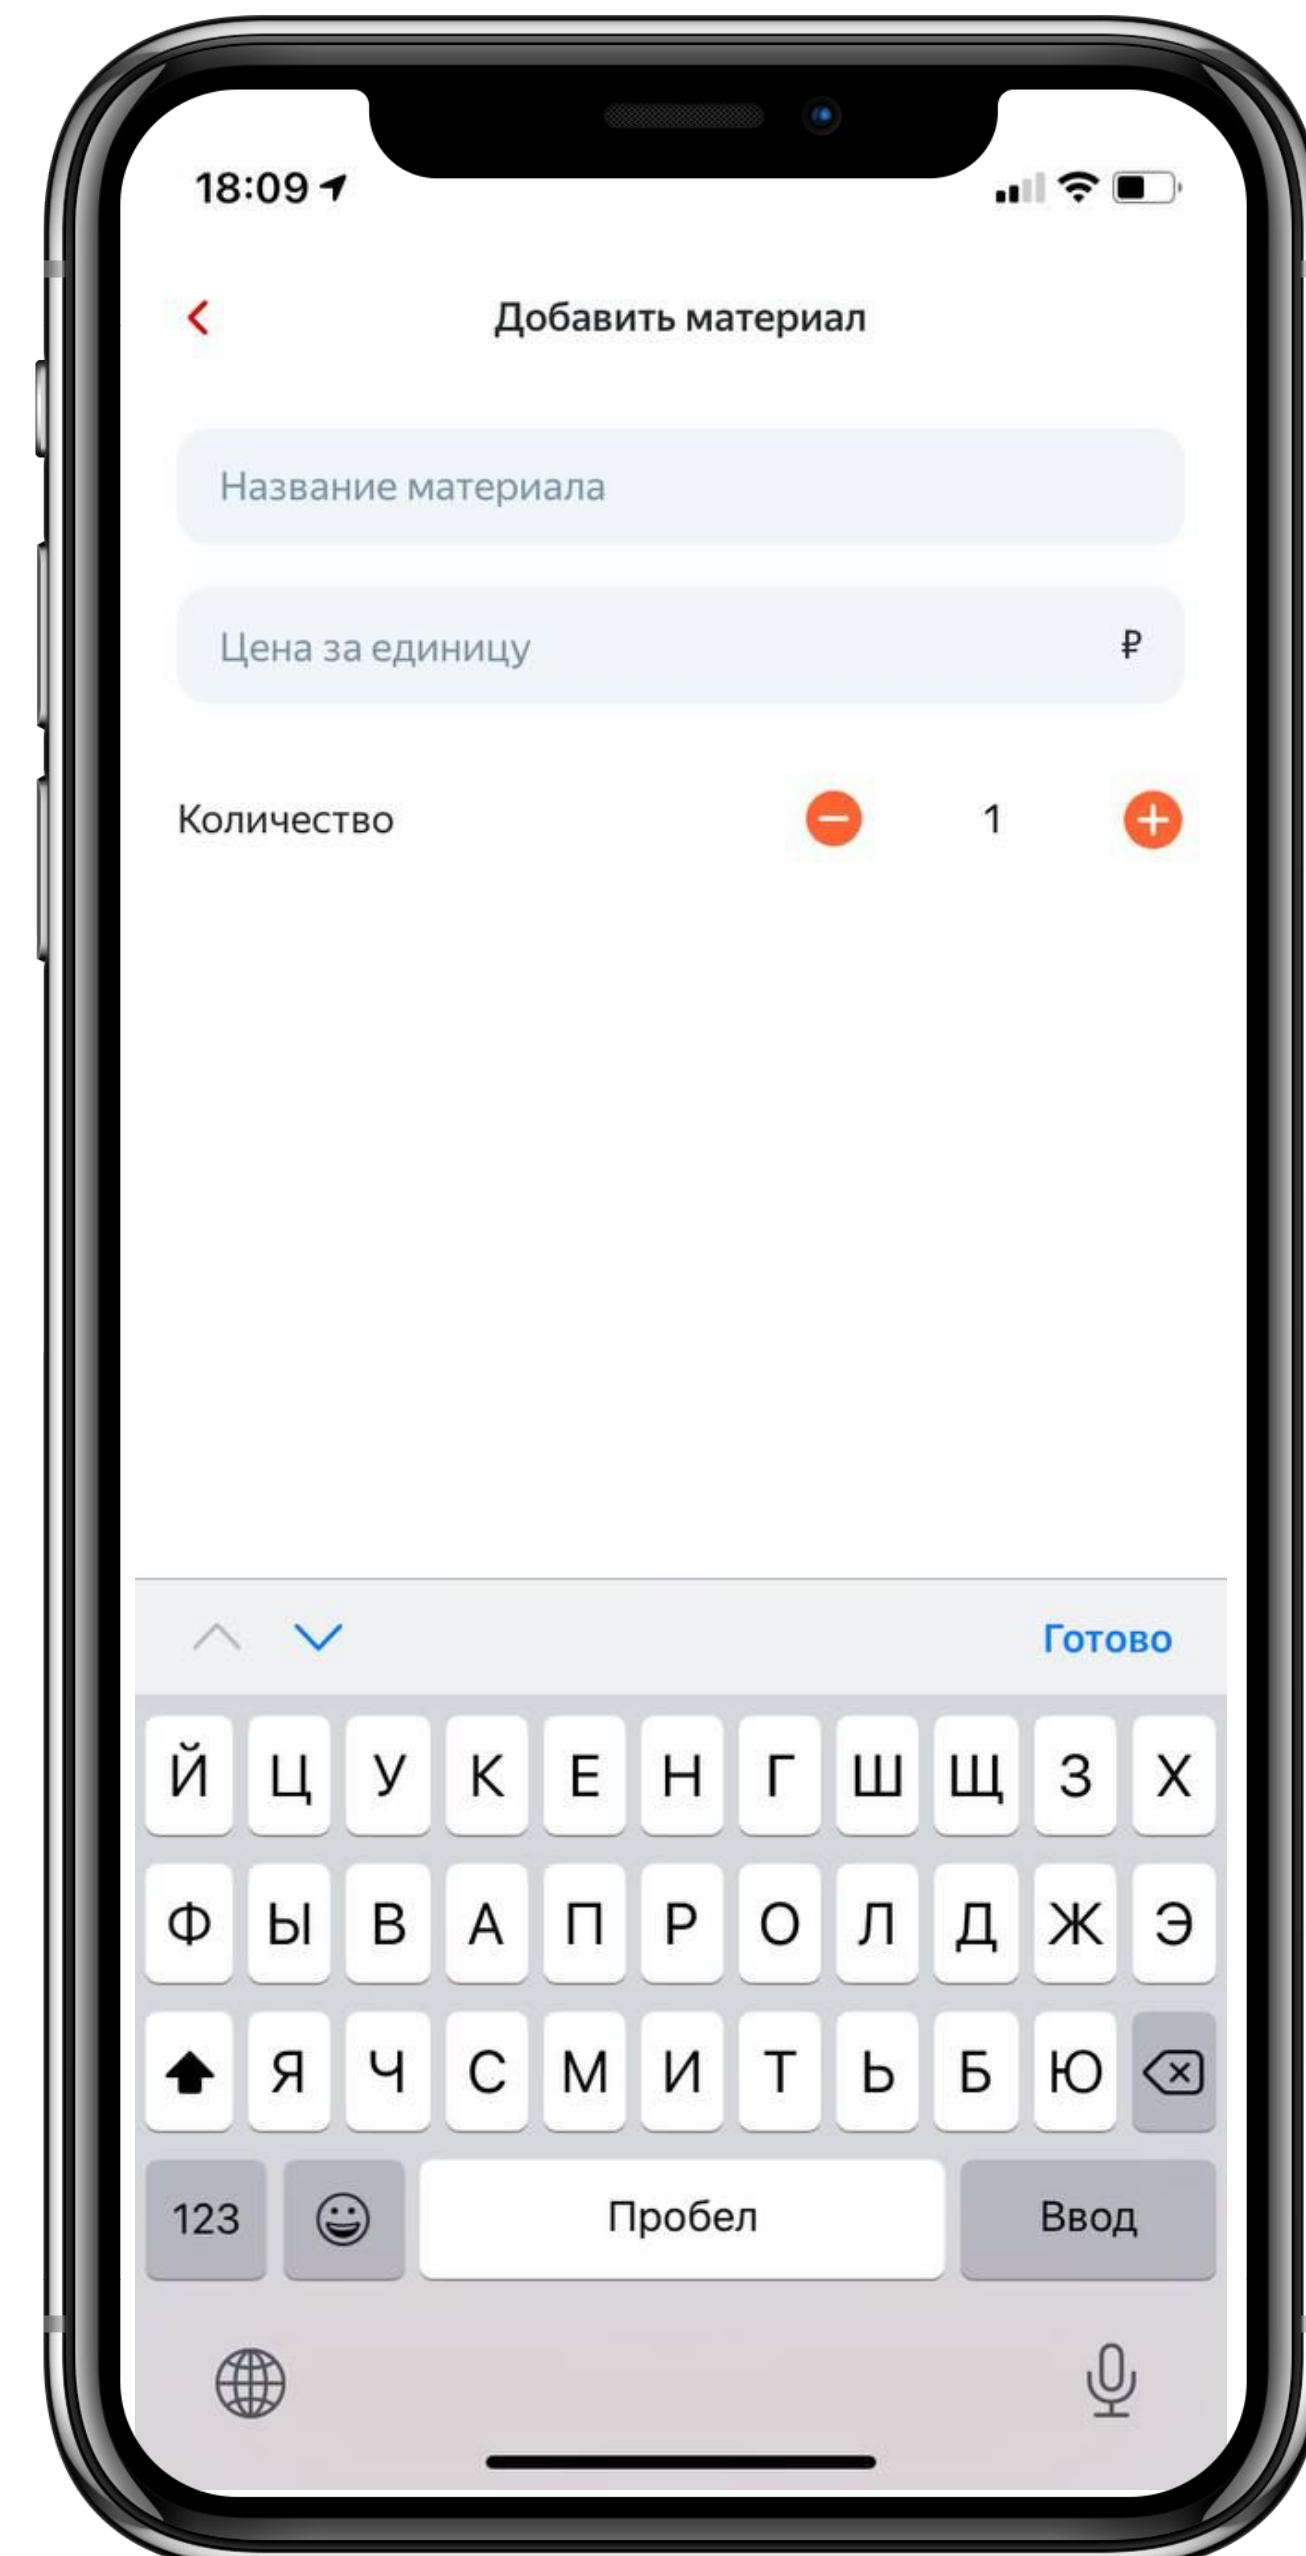 18:09
Добавить материал
Название материала
Цена за единицу ₽
Количество 1
Готово
Й Ц У К Е Н Г Ш Щ З Х
Ф Ы В А П Р О Л Д Ж Э
Я Ч С М И Т Ь Б Ю
123 Пробел Ввод